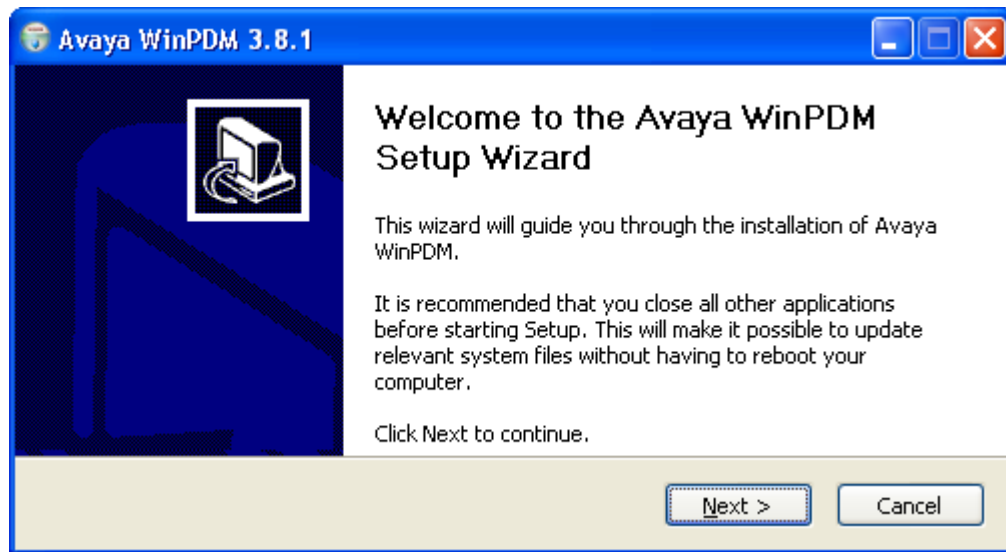 Avaya WinPDM 3.8.1
Welcome to the Avaya WinPDM
Setup Wizard
This wizard will guide you through the installation of Avaya
WinPDM.
It is recommended that you close all other applications
before starting Setup. This will make it possible to update
relevant system files without having to reboot your
computer.
Click Next to continue.
Next >
Cancel